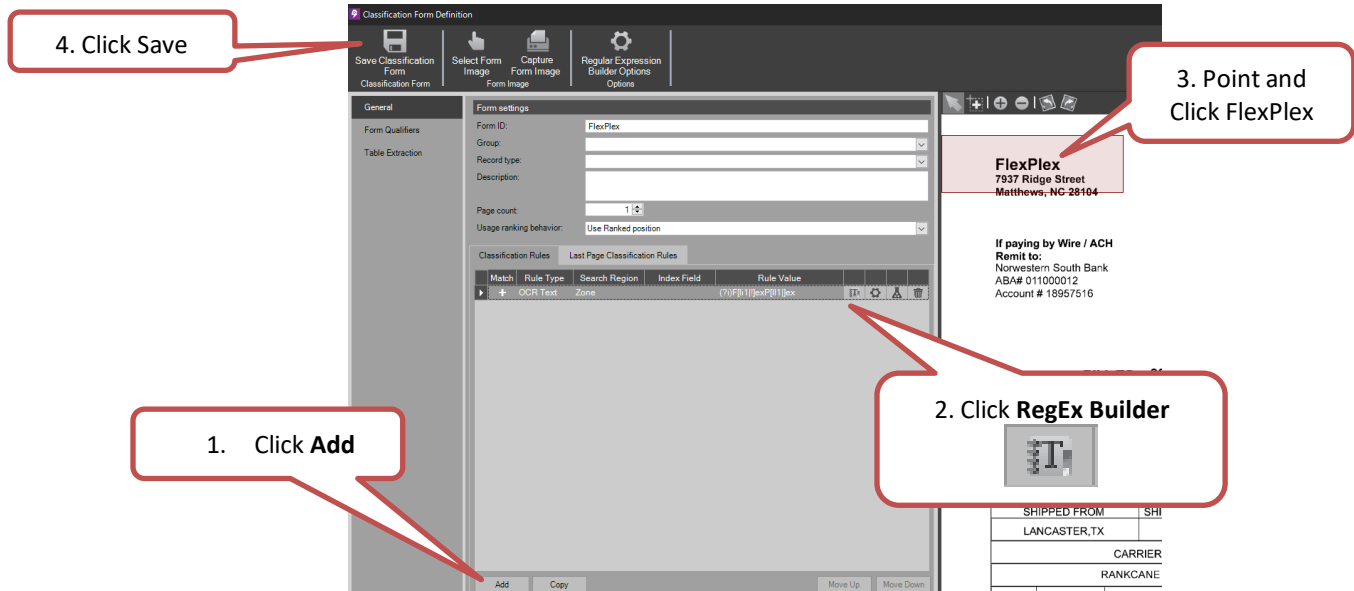 Classification Form Definition
4. Click Save
Save Classification Form
Classification Form
Select Form Image
Capture Form Image
Form Image
Regular Expression Builder Options
Options
3. Point and
Click FlexPlex
General
Form Qualifiers
Table Extraction
Form settings
Form ID:
FlexPlex
Group:
Record type:
Description:
Page count:
1
Usage ranking behavior:
Use Ranked position
Classification Rules
Last Page Classification Rules
Match
Rule Type
Search Region
Index Field
Rule Value
+
OCR Text
Zone
FlexPlex
7937 Ridge Street
Matthews, NC 28104
If paying by Wire / ACH
Remit to:
Norwestern South Bank
ABA# 011000012
Account # 18957516
2. Click RegEx Builder
T
1. Click Add
SHIPPED FROM
SHI
LANCASTER,TX
CARRIER
RANKCANE
Add
Copy
Move Up
Move Down